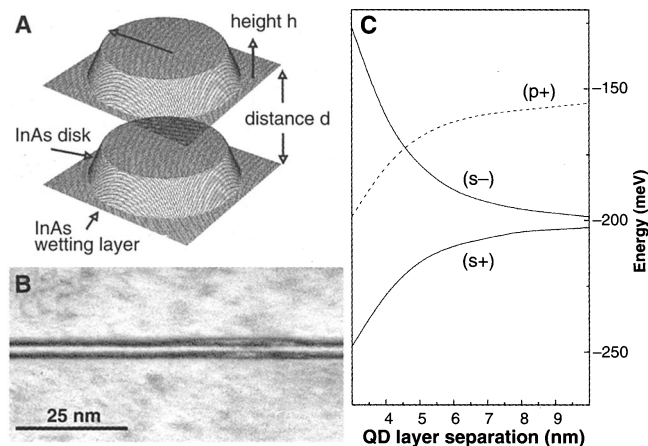 A
height h
distance d
InAs disk
InAs
wetting layer
B
25 nm
C
(p+)
(s−)
(s+)
−150
−200
−250
Energy (meV)
4 5 6 7 8 9
QD layer separation (nm)